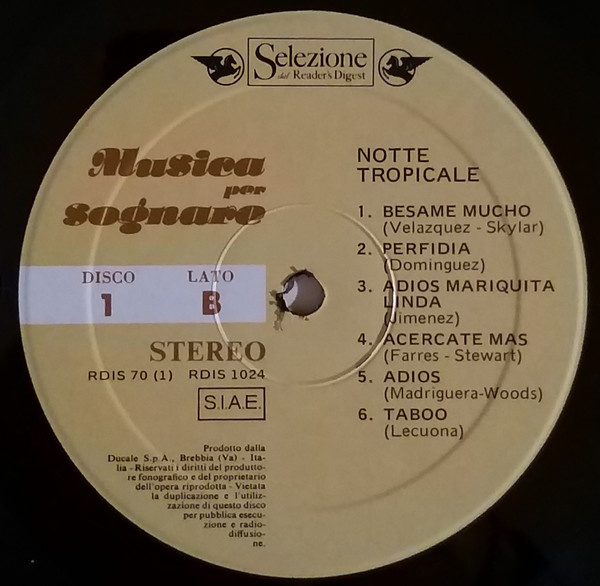 Selezione
dal Reader's Digest
Musica
per
sognare
DISCO LATO
1 B
STEREO
RDIS 70 (1) RDIS 1024
S.I.A.E.
Prodotto dalla
Ducale S.p.A., Brebbia (Va) - Ita-
lia - Riservati i diritti del produtto-
re fonografico e del proprietario
dell'opera riprodotta - Vietata
la duplicazione e l'utiliz-
zazione di questo disco
per pubblica esecu-
zione e radio-
diffusio-
ne.
NOTTE
TROPICALE
1. BESAME MUCHO
(Velazquez - Skylar)
2. PERFIDIA
(Dominguez)
3. ADIOS MARIQUITA
LINDA
(Jimenez)
4. ACERCATE MAS
(Farres - Stewart)
5. ADIOS
(Madriguera-Woods)
6. TABOO
(Lecuona)